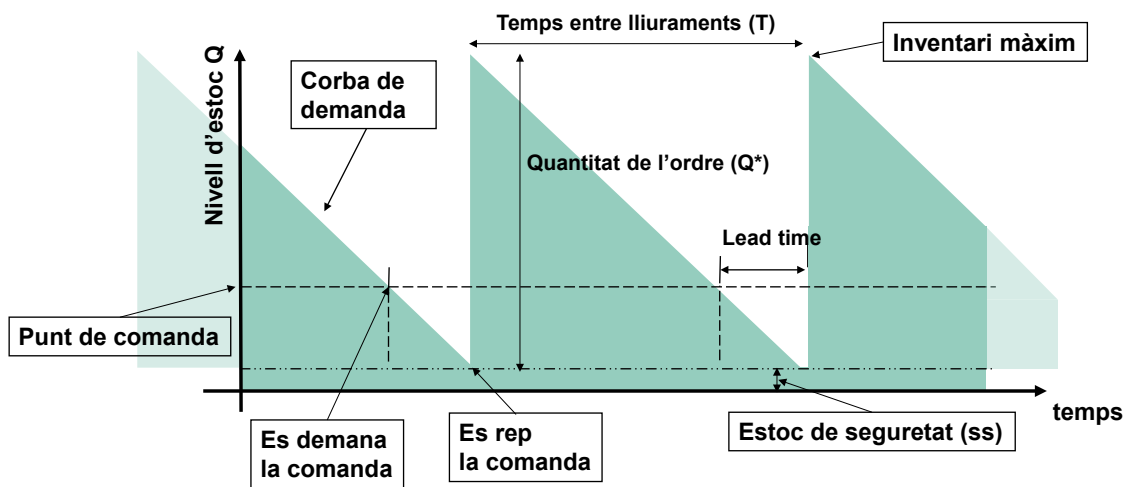 Temps entre lliuraments (T)
Inventari màxim
Nivell d’estoc Q
Corba de
demanda
Quantitat de l’ordre (Q*)
Lead time
Punt de comanda
temps
Es demana
la comanda
Es rep
la comanda
Estoc de seguretat (ss)